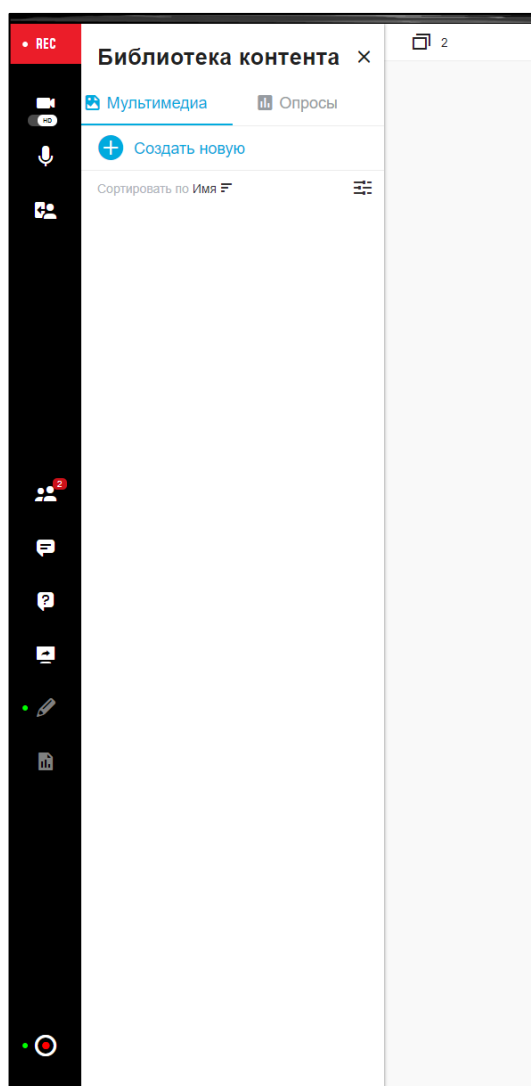 REC
Библиотека контента
2
HD
Мультимедиа
Опросы
Создать новую
Сортировать по Имя
2